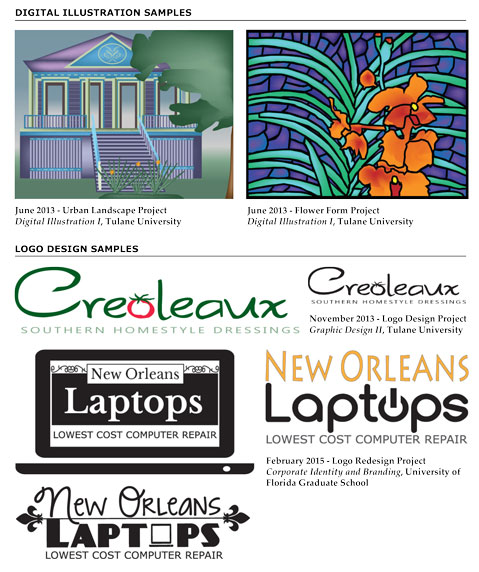 DIGITAL ILLUSTRATION SAMPLES
June 2013 - Urban Landscape Project
Digital Illustration I, Tulane University
June 2013 - Flower Form Project
Digital Illustration I, Tulane University
LOGO DESIGN SAMPLES
Creoleaux
SOUTHERN HOMESTYLE DRESSINGS
Creoleaux
SOUTHERN HOMESTYLE DRESSINGS
November 2013 - Logo Design Project
Graphic Design II, Tulane University
New Orleans
Laptops
LOWEST COST COMPUTER REPAIR
NEW ORLEANS
Laptops
LOWEST COST COMPUTER REPAIR
February 2015 - Logo Redesign Project
Corporate Identity and Branding, University of
Florida Graduate School
NEW ORLEANS
LAPTOPS
LOWEST COST COMPUTER REPAIR